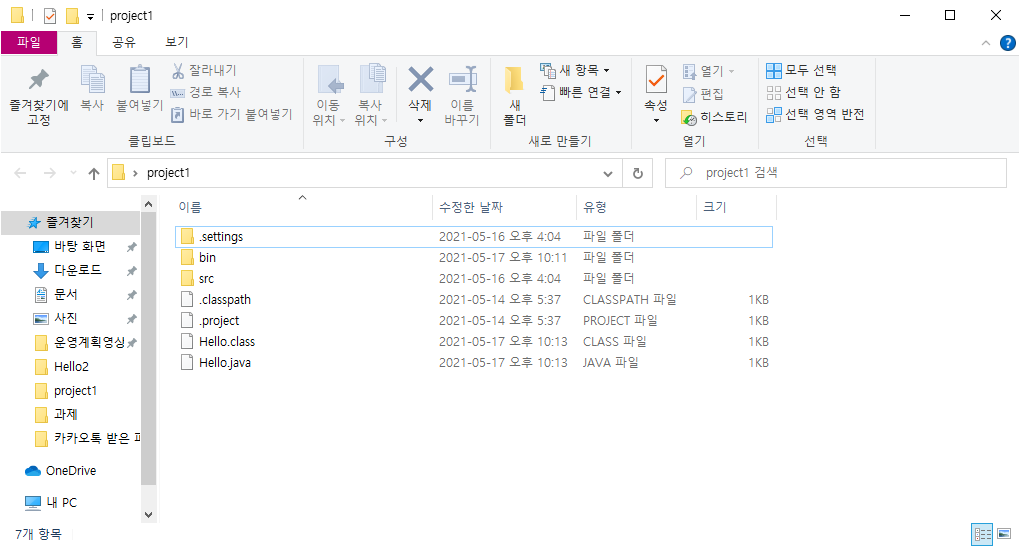 project1
파일 홈 공유 보기
즐겨찾기에 고정
복사
붙여넣기
잘라내기
경로 복사
바로 가기 붙여넣기
클립보드
이동 위치
복사 위치
삭제
이름 바꾸기
구성
새 폴더
새 항목
빠른 연결
새로 만들기
속성
열기
편집
히스토리
열기
모두 선택
선택 안 함
선택 영역 반전
선택
project1
project1 검색
즐겨찾기
바탕 화면
다운로드
문서
사진
운영계획영상
Hello2
project1
과제
카카오톡 받은
OneDrive
내 PC
이름 수정한 날짜 유형 크기
.settings 2021-05-16 오후 4:04 파일 폴더
bin 2021-05-17 오후 10:11 파일 폴더
src 2021-05-16 오후 4:04 파일 폴더
.classpath 2021-05-14 오후 5:37 CLASSPATH 파일 1KB
.project 2021-05-14 오후 5:37 PROJECT 파일 1KB
Hello.class 2021-05-17 오후 10:13 CLASS 파일 1KB
Hello.java 2021-05-17 오후 10:13 JAVA 파일 1KB
7개 항목